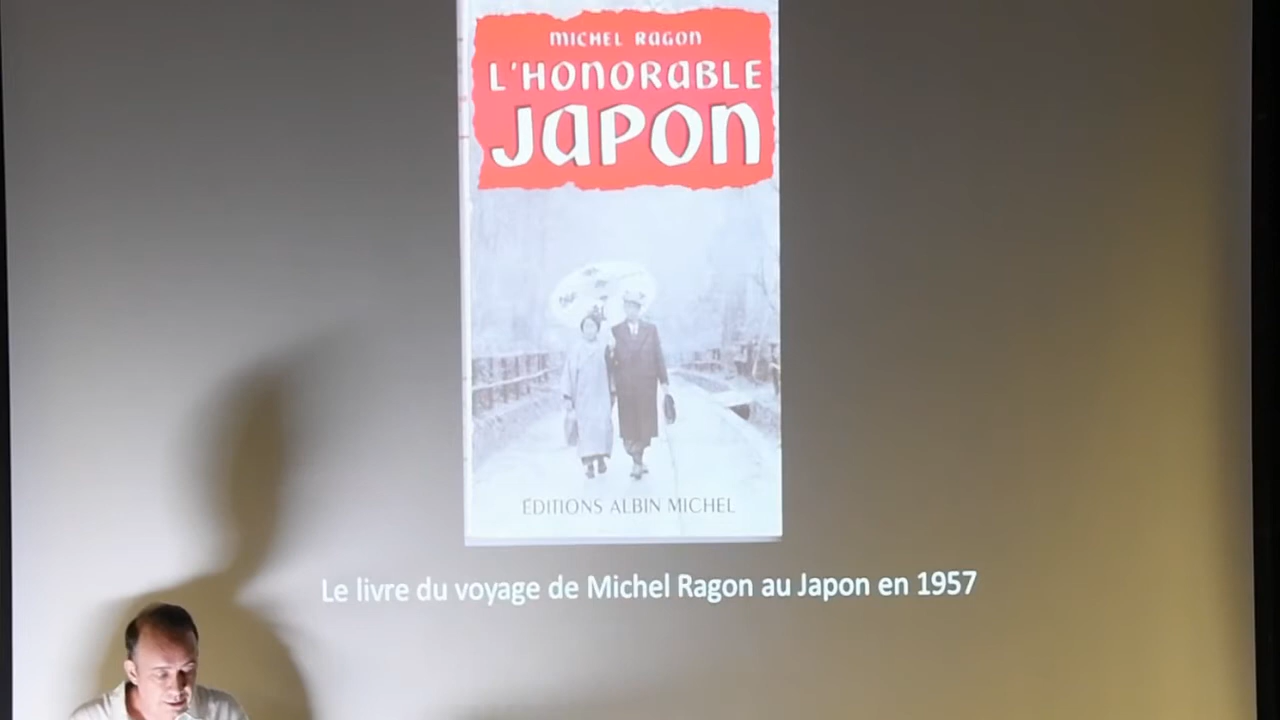 MICHEL RAGON
L'HONORABLE
JAPON
ÉDITIONS ALBIN MICHEL
Le livre du voyage de Michel Ragon au Japon en 1957